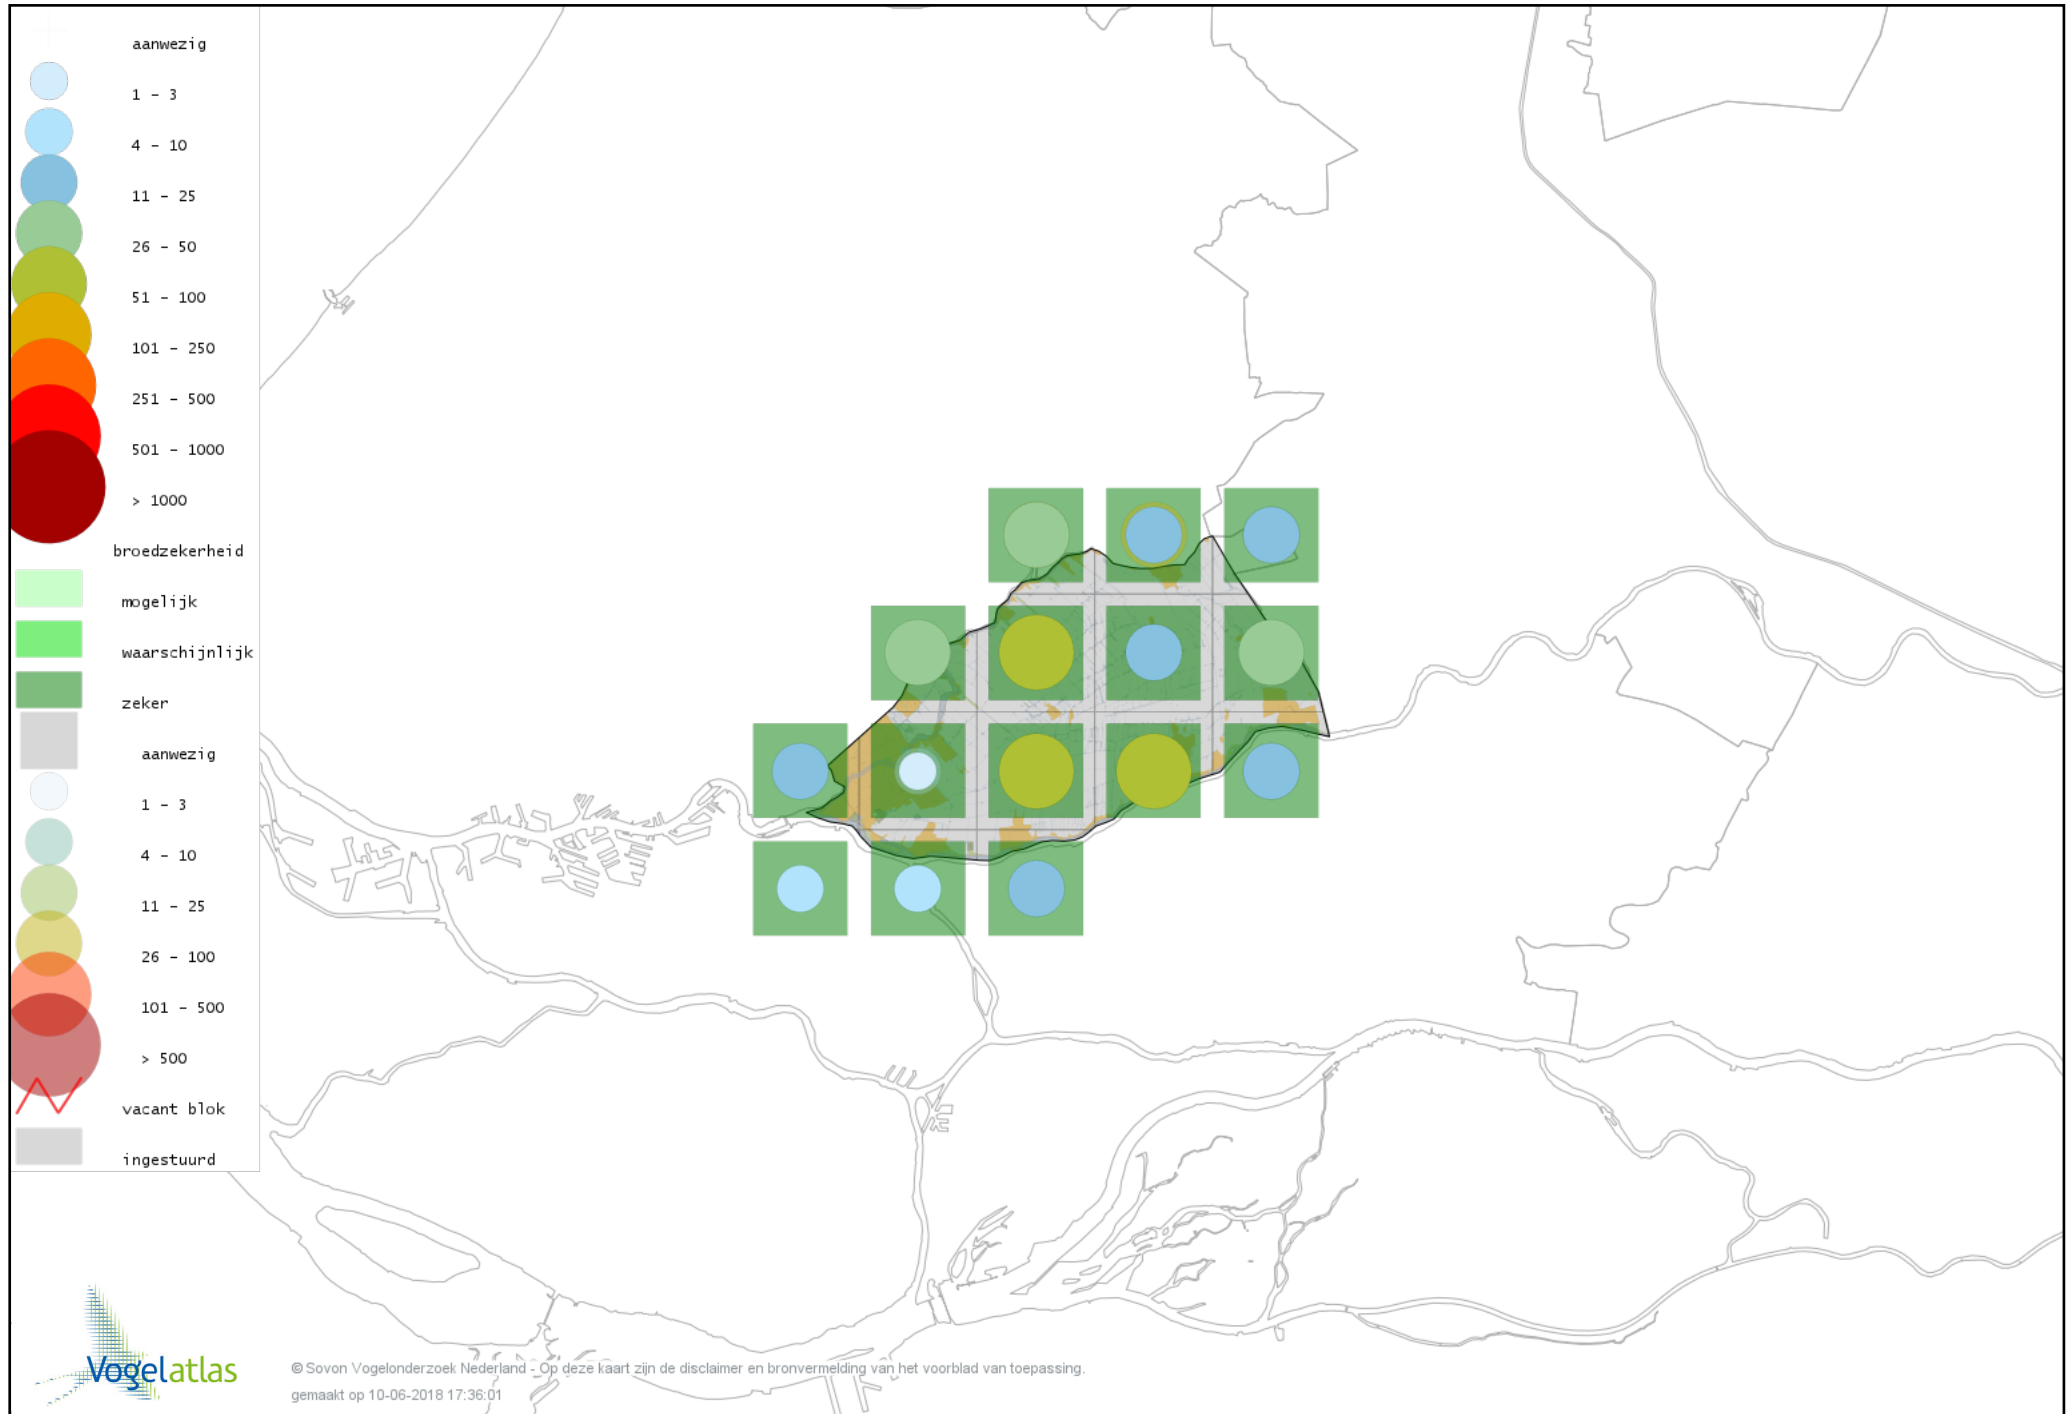 aanwezig
1 - 3
4 - 10
11 - 25
26 - 50
51 - 100
101 - 250
251 - 500
501 - 1000
> 1000
broedzekerheid
mogelijk
waarschijnlijk
zeker
aanwezig
1 - 3
4 - 10
11 - 25
26 - 100
101 - 500
> 500
vacant blok
ingestuurd
Vogelatlas
© Sovon Vogelonderzoek Nederland - Op deze kaart zijn de disclaimer en bronvermelding van het voorblad van toepassing.
gemaakt op 10-06-2018 17:36:01